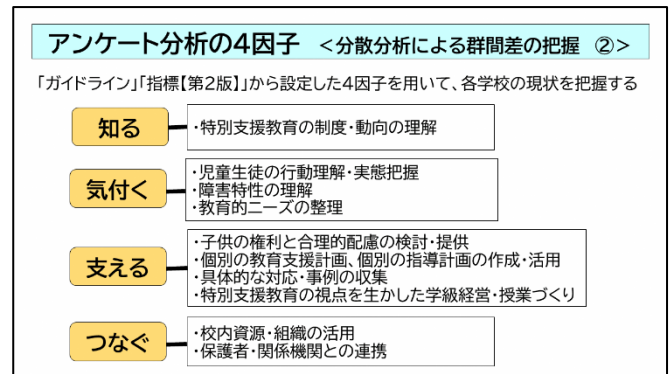 アンケート分析の4因子 <分散分析による群間差の把握 ②>
「ガイドライン」「指標【第2版】」から設定した4因子を用いて、各学校の現状を把握する
知る
・特別支援教育の制度・動向の理解
気付く
・児童生徒の行動理解・実態把握
・障害特性の理解
・教育的ニーズの整理
支える
・子供の権利と合理的配慮の検討・提供
・個別の教育支援計画、個別の指導計画の作成・活用
・具体的な対応・事例の収集
・特別支援教育の視点を生かした学級経営・授業づくり
つなぐ
・校内資源・組織の活用
・保護者・関係機関との連携